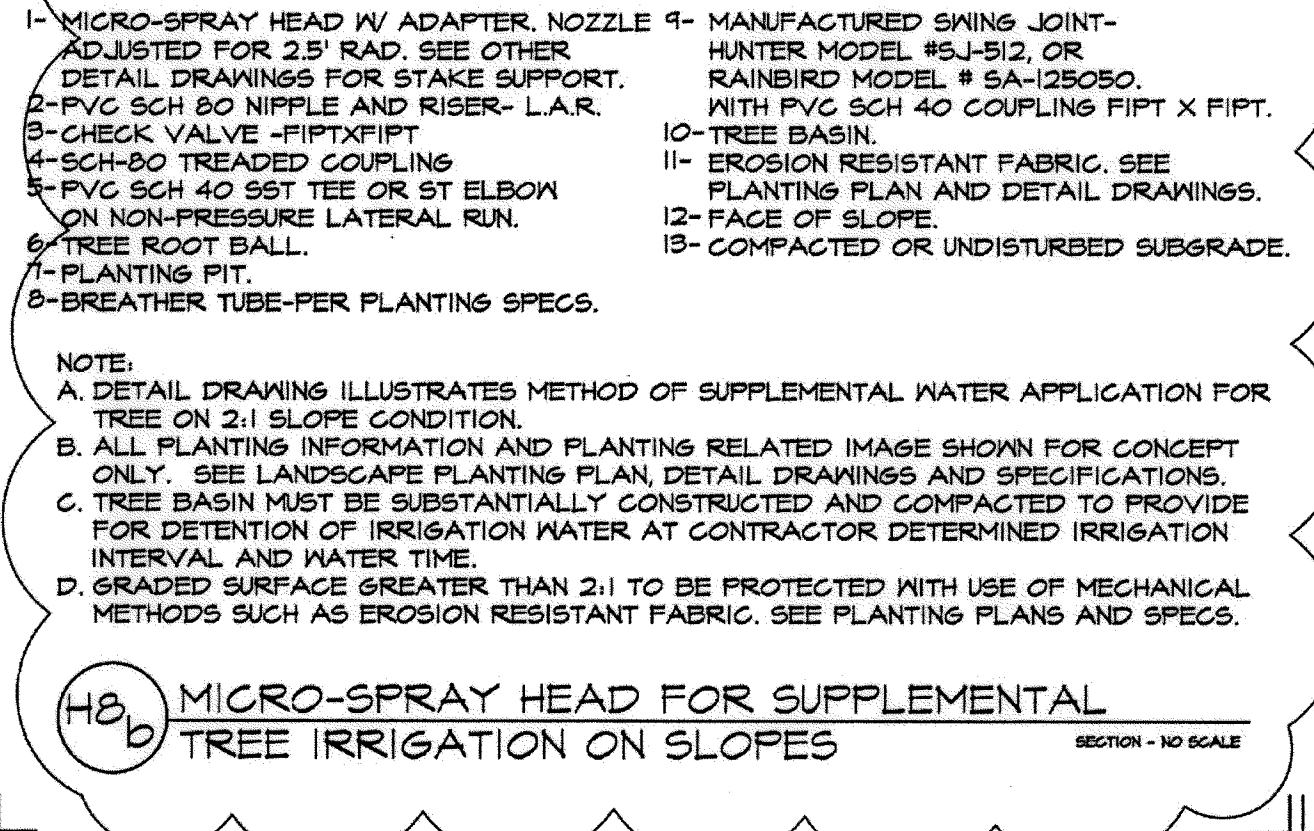 1- MICRO-SPRAY HEAD W/ ADAPTER. NOZZLE
ADJUSTED FOR 2.5' RAD. SEE OTHER
DETAIL DRAWINGS FOR STAKE SUPPORT.
2-PVC SCH 80 NIPPLE AND RISER- L.A.R.
3-CHECK VALVE -FIPTXFIPT
4-SCH-80 TREADED COUPLING
5-PVC SCH 40 SST TEE OR ST ELBOW
ON NON-PRESSURE LATERAL RUN.
6-TREE ROOT BALL.
7-PLANTING PIT.
8-BREATHER TUBE-PER PLANTING SPECS.
9- MANUFACTURED SWING JOINT-
HUNTER MODEL #SJ-512, OR
RAINBIRD MODEL # SA-125050.
WITH PVC SCH 40 COUPLING FIPT X FIPT.
10-TREE BASIN.
11- EROSION RESISTANT FABRIC. SEE
PLANTING PLAN AND DETAIL DRAWINGS.
12-FACE OF SLOPE.
13-COMPACTED OR UNDISTURBED SUBGRADE.
NOTE:
A. DETAIL DRAWING ILLUSTRATES METHOD OF SUPPLEMENTAL WATER APPLICATION FOR
TREE ON 2:1 SLOPE CONDITION.
B. ALL PLANTING INFORMATION AND PLANTING RELATED IMAGE SHOWN FOR CONCEPT
ONLY. SEE LANDSCAPE PLANTING PLAN, DETAIL DRAWINGS AND SPECIFICATIONS.
C. TREE BASIN MUST BE SUBSTANTIALLY CONSTRUCTED AND COMPACTED TO PROVIDE
FOR DETENTION OF IRRIGATION WATER AT CONTRACTOR DETERMINED IRRIGATION
INTERVAL AND WATER TIME.
D. GRADED SURFACE GREATER THAN 2:1 TO BE PROTECTED WITH USE OF MECHANICAL
METHODS SUCH AS EROSION RESISTANT FABRIC. SEE PLANTING PLANS AND SPECS.
H8b
MICRO-SPRAY HEAD FOR SUPPLEMENTAL
TREE IRRIGATION ON SLOPES
SECTION - NO SCALE